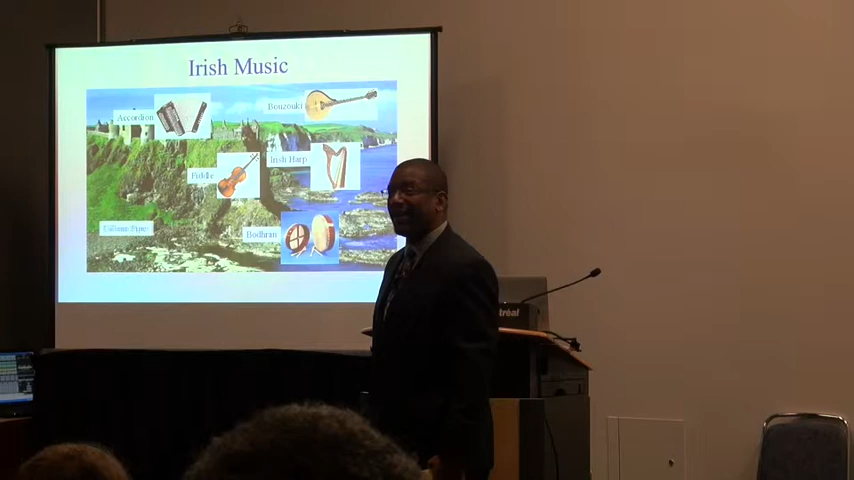 Irish Music
Accordion
Bouzouki
Fiddle
Irish Harp
Uilleann Pipes
Bodhran
tréal